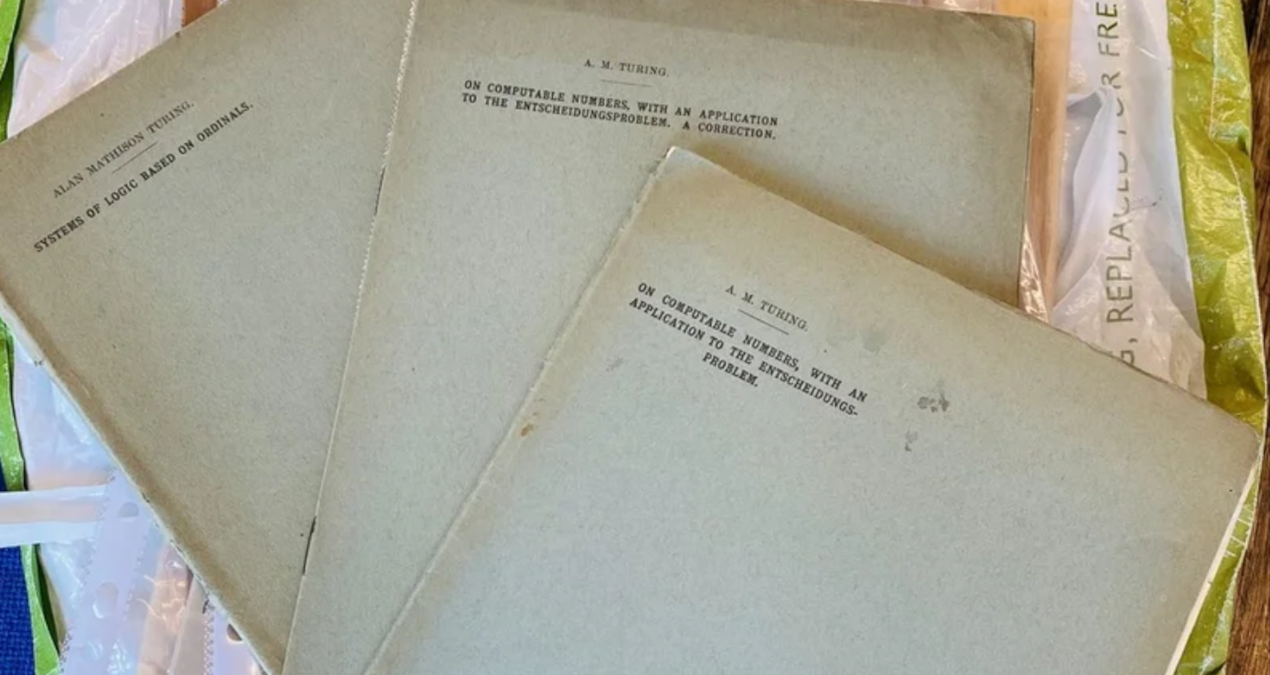 ALAN MATHISON TURING.
SYSTEMS OF LOGIC BASED ON ORDINALS.
A. M. TURING.
ON COMPUTABLE NUMBERS, WITH AN APPLICATION
TO THE ENTSCHEIDUNGSPROBLEM. A CORRECTION.
A. M. TURING.
ON COMPUTABLE NUMBERS, WITH AN
APPLICATION TO THE ENTSCHEIDUNGS-
PROBLEM.
REPLACED FOR FRE